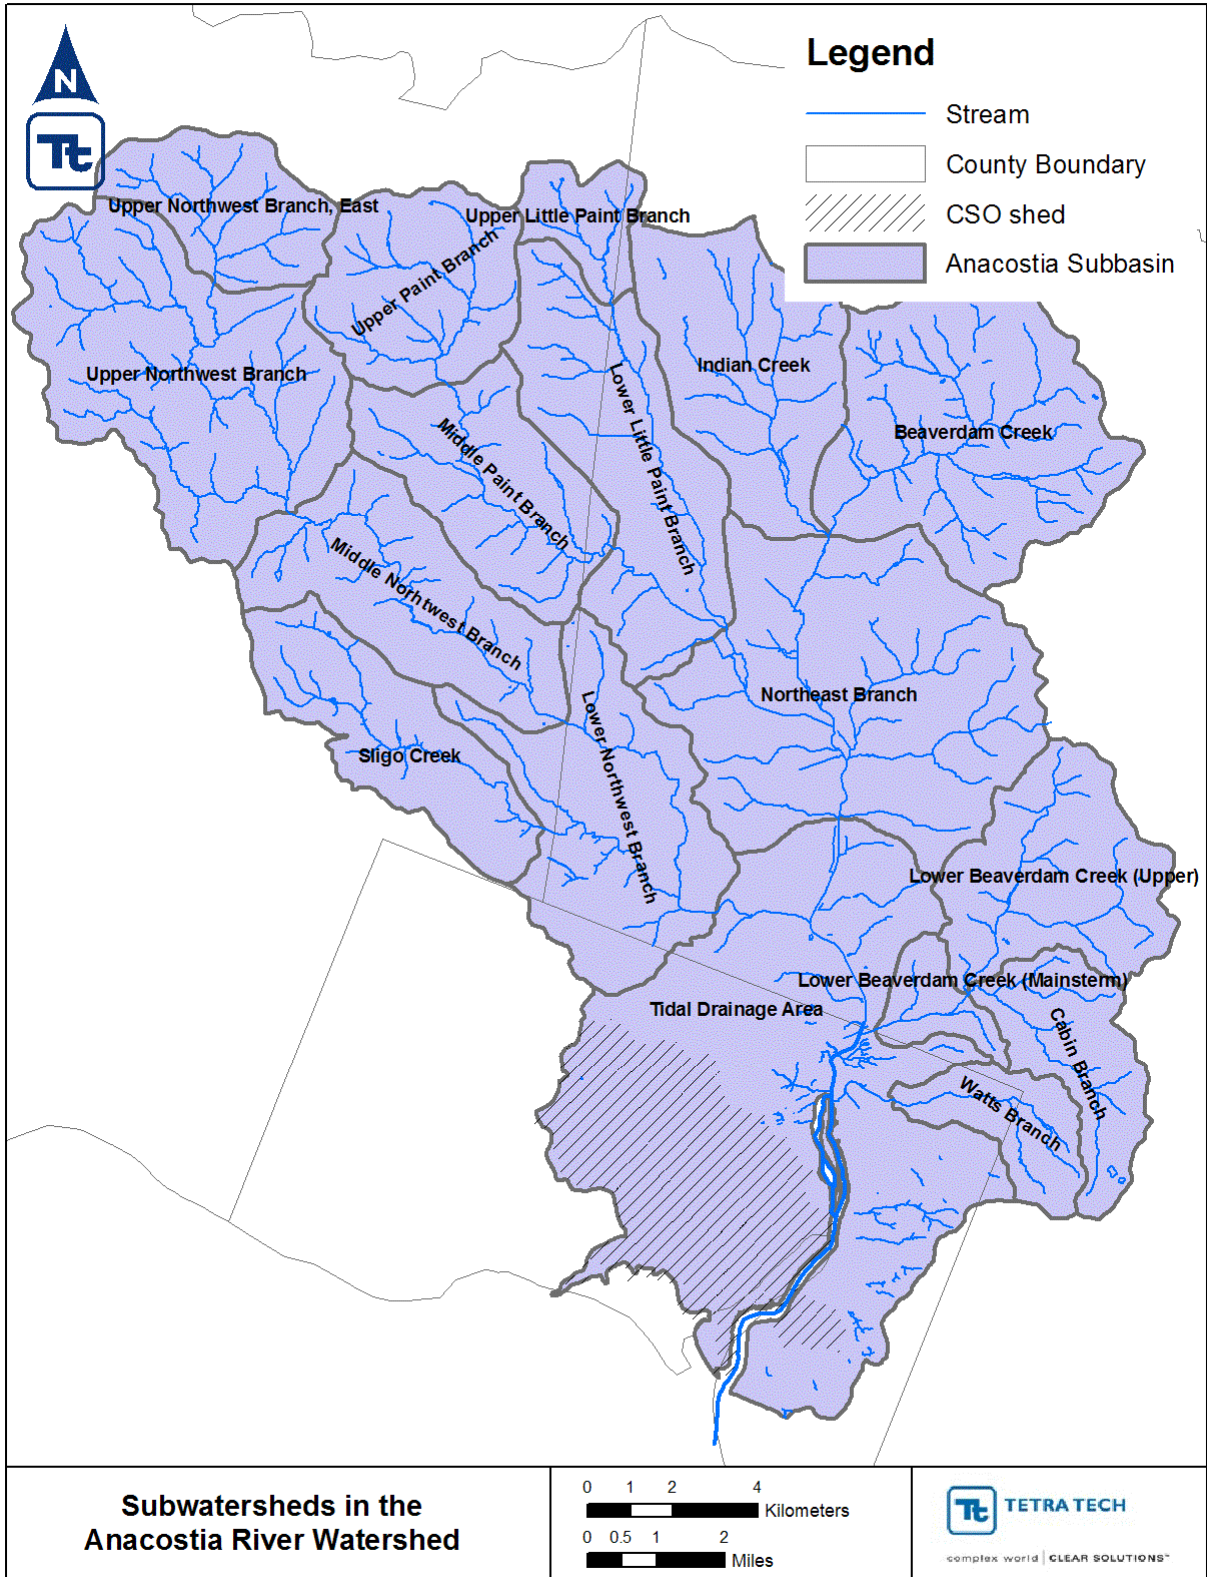 N
Tt
Legend
Stream
County Boundary
CSO shed
Anacostia Subbasin
Upper Northwest Branch, East
Upper Little Paint Branch
Upper Paint Branch
Upper Northwest Branch
Indian Creek
Lower Little Paint Branch
Beaverdam Creek
Middle Paint Branch
Middle Norhtwest Branch
Northeast Branch
Lower Northwest Branch
Sligo Creek
Lower Beaverdam Creek (Upper)
Lower Beaverdam Creek (Mainsterm)
Tidal Drainage Area
Cabin Branch
Watts Branch
Subwatersheds in the
Anacostia River Watershed
0 1 2 4
Kilometers
0 0.5 1 2
Miles
Tt TETRA TECH
complex world | CLEAR SOLUTIONS™